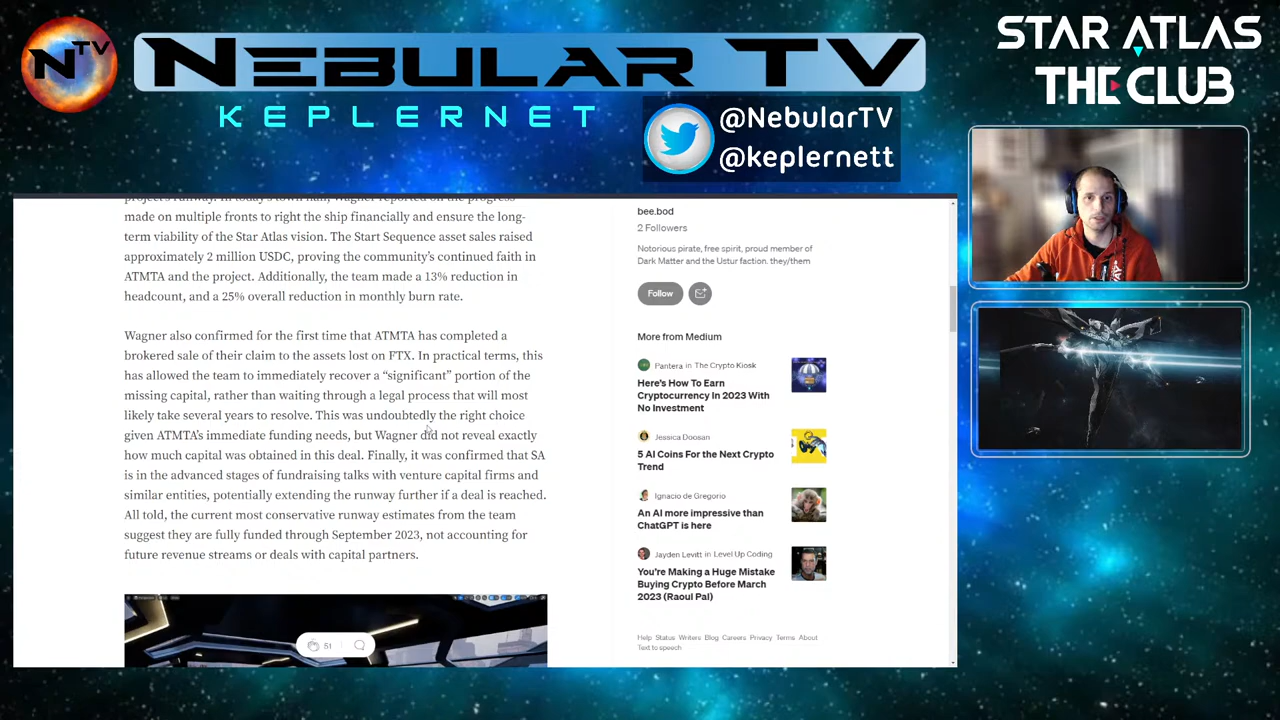 NTV
NEBULAR TV
KEPLERNET
@NebularTV
@keplernett
STAR ATLAS
THE CLUB
project's runway. In today's town hall, Wagner reported on the progress
made on multiple fronts to right the ship financially and ensure the long-
term viability of the Star Atlas vision. The Start Sequence asset sales raised
approximately 2 million USDC, proving the community's continued faith in
ATMTA and the project. Additionally, the team made a 13% reduction in
headcount, and a 25% overall reduction in monthly burn rate.
Wagner also confirmed for the first time that ATMTA has completed a
brokered sale of their claim to the assets lost on FTX. In practical terms, this
has allowed the team to immediately recover a “significant” portion of the
missing capital, rather than waiting through a legal process that will most
likely take several years to resolve. This was undoubtedly the right choice
given ATMTA's immediate funding needs, but Wagner did not reveal exactly
how much capital was obtained in this deal. Finally, it was confirmed that SA
is in the advanced stages of fundraising talks with venture capital firms and
similar entities, potentially extending the runway further if a deal is reached.
All told, the current most conservative runway estimates from the team
suggest they are fully funded through September 2023, not accounting for
future revenue streams or deals with capital partners.
51
bee.bod
2 Followers
Notorious pirate, free spirit, proud member of
Dark Matter and the Ustur faction. they/them
Follow
More from Medium
Pantera in The Crypto Kiosk
Here's How To Earn
Cryptocurrency In 2023 With
No Investment
Jessica Doosan
5 AI Coins For the Next Crypto
Trend
Ignacio de Gregorio
An AI more impressive than
ChatGPT is here
Jayden Levitt in Level Up Coding
You're Making a Huge Mistake
Buying Crypto Before March
2023 (Raoul Pal)
Help Status Writers Blog Careers Privacy Terms About
Text to speech